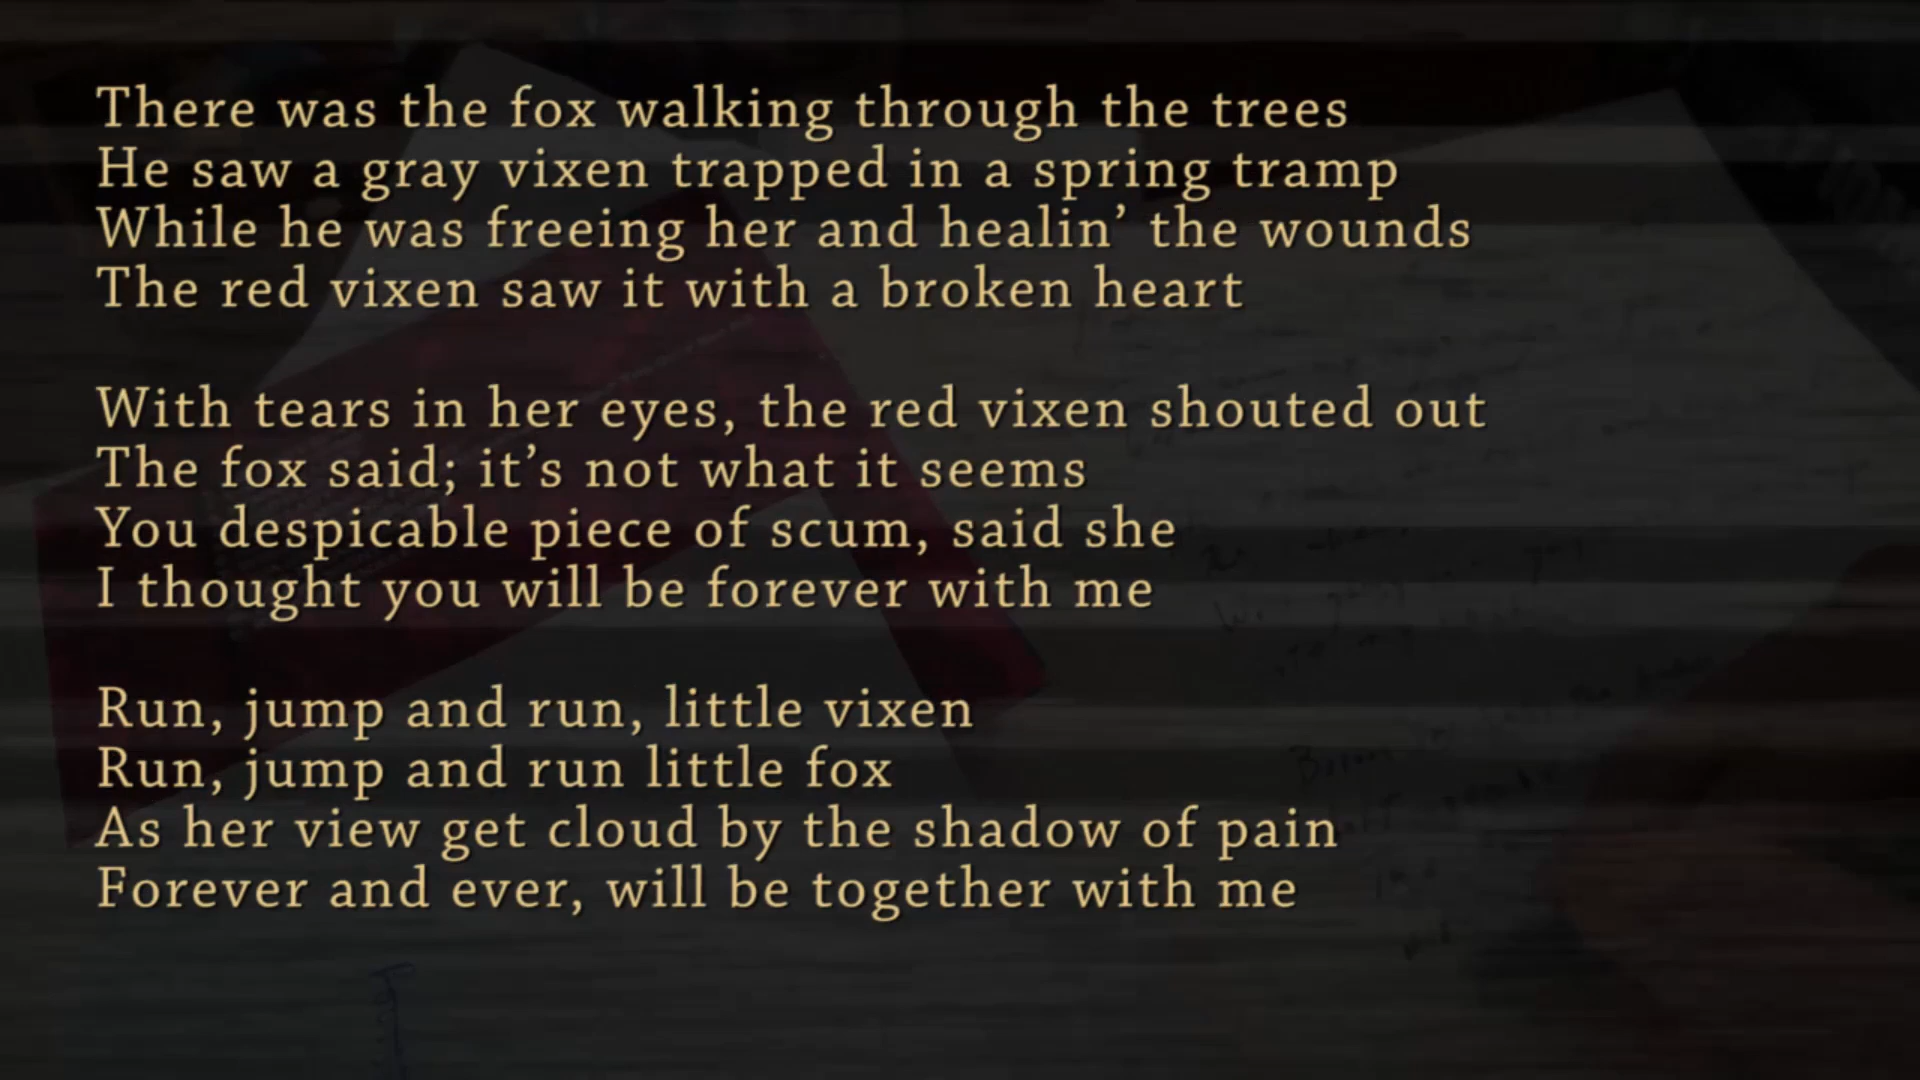 There was the fox walking through the trees
He saw a gray vixen trapped in a spring tramp
While he was freeing her and healin’ the wounds
The red vixen saw it with a broken heart

With tears in her eyes, the red vixen shouted out
The fox said; it’s not what it seems
You despicable piece of scum, said she
I thought you will be forever with me

Run, jump and run, little vixen
Run, jump and run little fox
As her view get cloud by the shadow of pain
Forever and ever, will be together with me